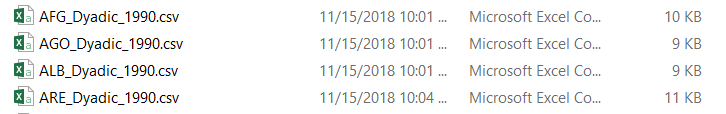 AFG_Dyadic_1990.csv 11/15/2018 10:01 ... Microsoft Excel Co... 10 KB
AGO_Dyadic_1990.csv 11/15/2018 10:01 ... Microsoft Excel Co... 9 KB
ALB_Dyadic_1990.csv 11/15/2018 10:01 ... Microsoft Excel Co... 9 KB
ARE_Dyadic_1990.csv 11/15/2018 10:04 ... Microsoft Excel Co... 11 KB